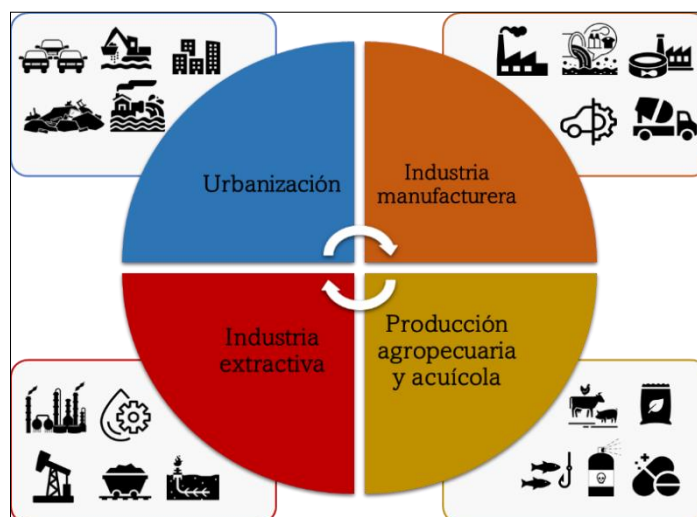 Urbanización
Industria
manufacturera
Industria
extractiva
Producción
agropecuaria
y acuícola